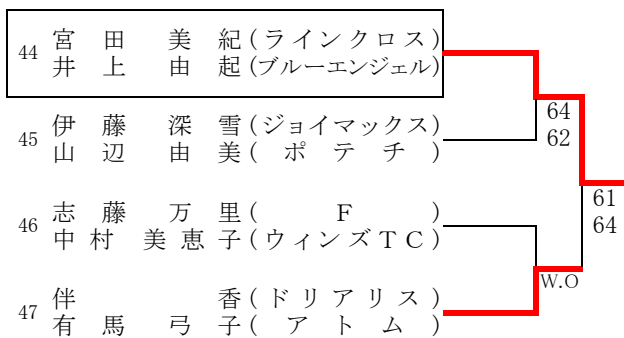 44 宮田 美紀(ラインクロス)
井上 由起(ブルーエンジェル)
64
62
45 伊藤 深雪(ジョイマックス)
山辺 由美(ポテチ)
61
64
46 志藤 万里(F)
中村 美恵子(ウィンズTC)
W.O
47 伴 香(ドリアリス)
有馬 弓子(アトム)